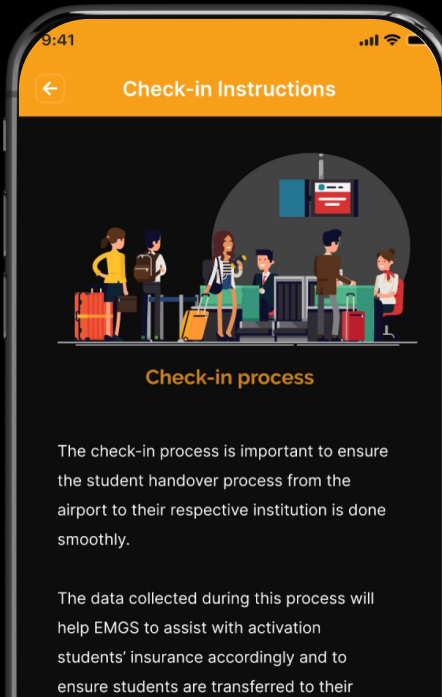 9:41
Check-in Instructions
Check-in process
The check-in process is important to ensure
the student handover process from the
airport to their respective institution is done
smoothly.
The data collected during this process will
help EMGS to assist with activation
students' insurance accordingly and to
ensure students are transferred to their